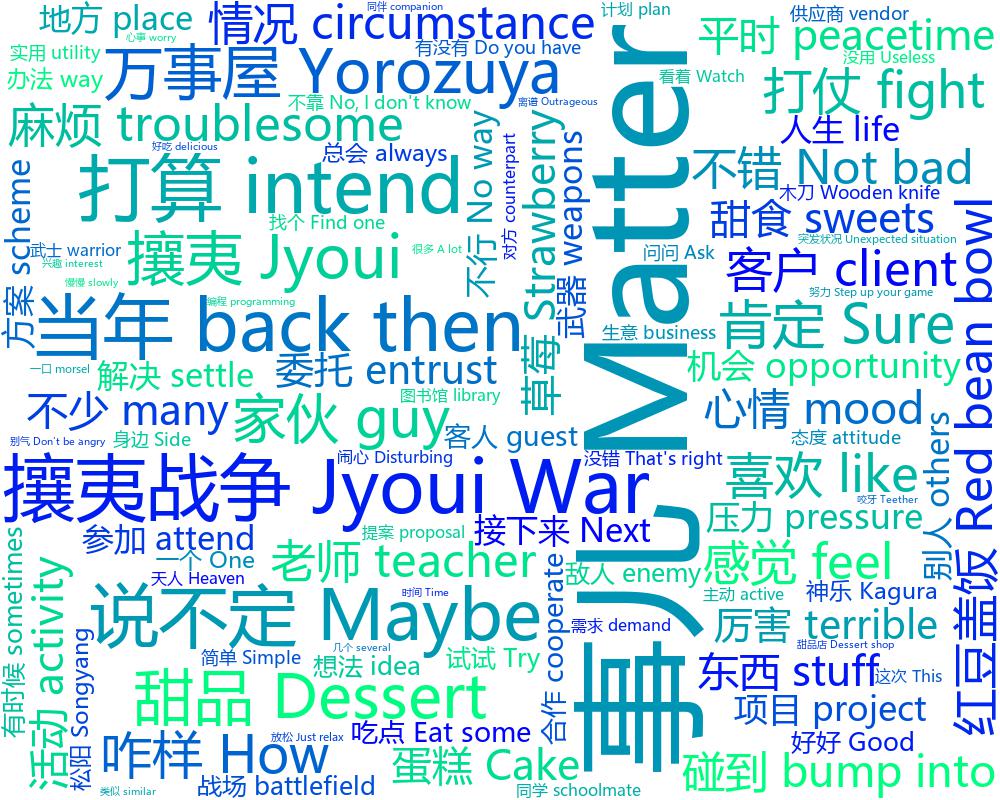 同伴 companion
计划 plan
地方 place
情况 circumstance
供应商 vendor
心事 worry
有没有 Do you have
平时 peacetime
实用 utility
万事屋 Yorozuya
没用 Useless
办法 way
看着 Watch
打仗 fight
不靠 No, I don't know
离谱 Outrageous
麻烦 troublesome
人生 life
好吃 delicious
总会 always
不行 No way
对方 counterpart
草莓 Strawberry
武器 weapons
事 Ju Matter
不错 Not bad
打算 intend
木刀 Wooden knife
甜食 sweets
方案 scheme
找个 Find one
武士 warrior
攘夷 Jyoui
很多 A lot
突发状况 Unexpected situation
问问 Ask
兴趣 interest
客户 client
慢慢 slowly
编程 programming
努力 Step up your game
当年 back then
生意 business
肯定 Sure
红豆盖饭 Red bean bowl
一口 morsel
解决 settle
委托 entrust
机会 opportunity
图书馆 library
不少 many
家伙 guy
心情 mood
别气 Don't be angry
身边 Side
客人 guest
态度 attitude
别人 others
闹心 Disturbing
没错 That's right
攘夷战争 Jyoui War
喜欢 like
咬牙 Teether
压力 pressure
参加 attend
提案 proposal
接下来 Next
一个 One
老师 teacher
敌人 enemy
感觉 feel
天人 Heaven
时间 Time
主动 active
神乐 Kagura
有时候 sometimes
活动 activity
松阳 Songyang
说不定 Maybe
合作 cooperate
需求 demand
厉害 terrible
几个 several
甜品店 Dessert shop
简单 Simple
想法 idea
试试 Try
东西 stuff
这次 This
甜品 Dessert
项目 project
咋样 How
放松 Just relax
吃点 Eat some
好好 Good
蛋糕 Cake
碰到 bump into
类似 similar
战场 battlefield
同学 schoolmate